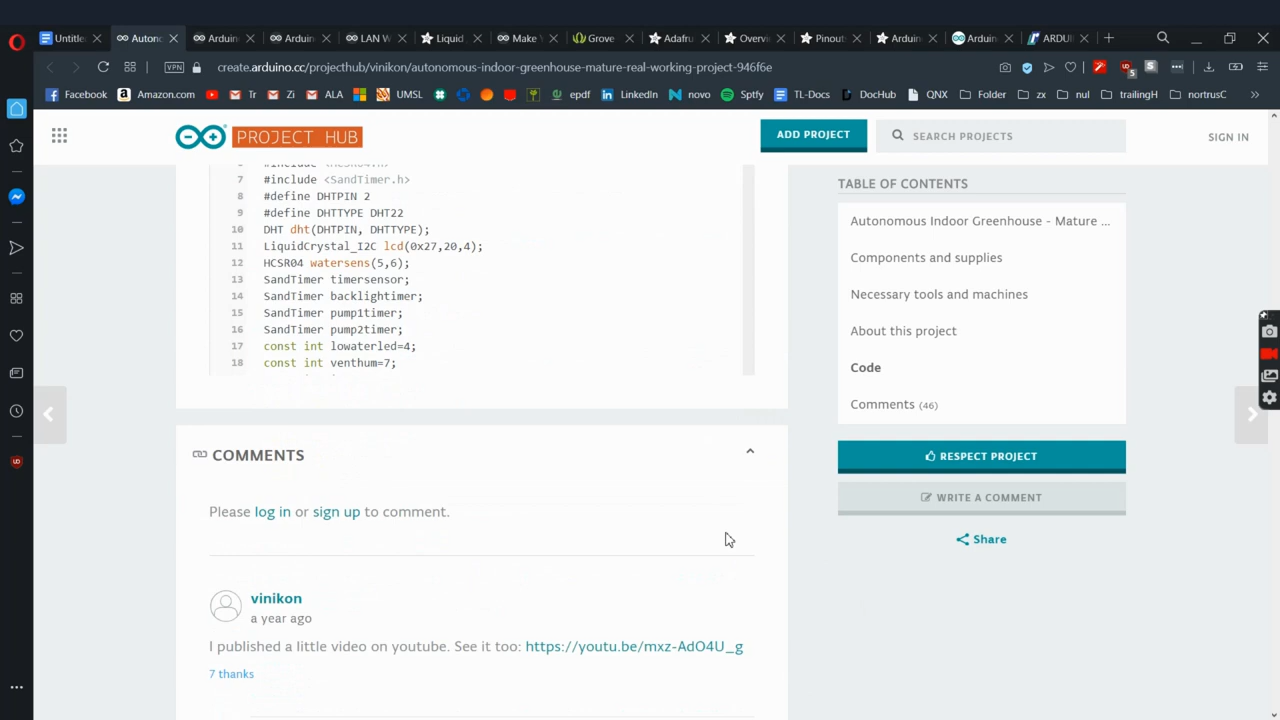 Untitle
Auton
Arduin
Arduin
LAN W
Liquid
Make Y
Grove
Adafru
Overvi
Pinout
Arduin
Arduin
ARDUI
VPN
create.arduino.cc/projecthub/vinikon/autonomous-indoor-greenhouse-mature-real-working-project-946f6e
5
Facebook
Amazon.com
Tr
Zi
ALA
UMSL
epdf
LinkedIn
novo
Sptfy
TL-Docs
DocHub
QNX
Folder
zx
nul
trailingH
nortrusC
PROJECT HUB
ADD PROJECT
SEARCH PROJECTS
SIGN IN
#include <HCSR04.h>
7 #include <SandTimer.h>
8 #define DHTPIN 2
9 #define DHTTYPE DHT22
10 DHT dht(DHTPIN, DHTTYPE);
11 LiquidCrystal_I2C lcd(0x27,20,4);
12 HCSR04 watersens(5,6);
13 SandTimer timersensor;
14 SandTimer backlightimer;
15 SandTimer pump1timer;
16 SandTimer pump2timer;
17 const int lowaterled=4;
18 const int venthum=7;
TABLE OF CONTENTS
Autonomous Indoor Greenhouse - Mature ...
Components and supplies
Necessary tools and machines
About this project
Code
Comments (46)
RESPECT PROJECT
WRITE A COMMENT
Share
COMMENTS
Please log in or sign up to comment.
vinikon
a year ago
I published a little video on youtube. See it too: https://youtu.be/mxz-AdO4U_g
7 thanks